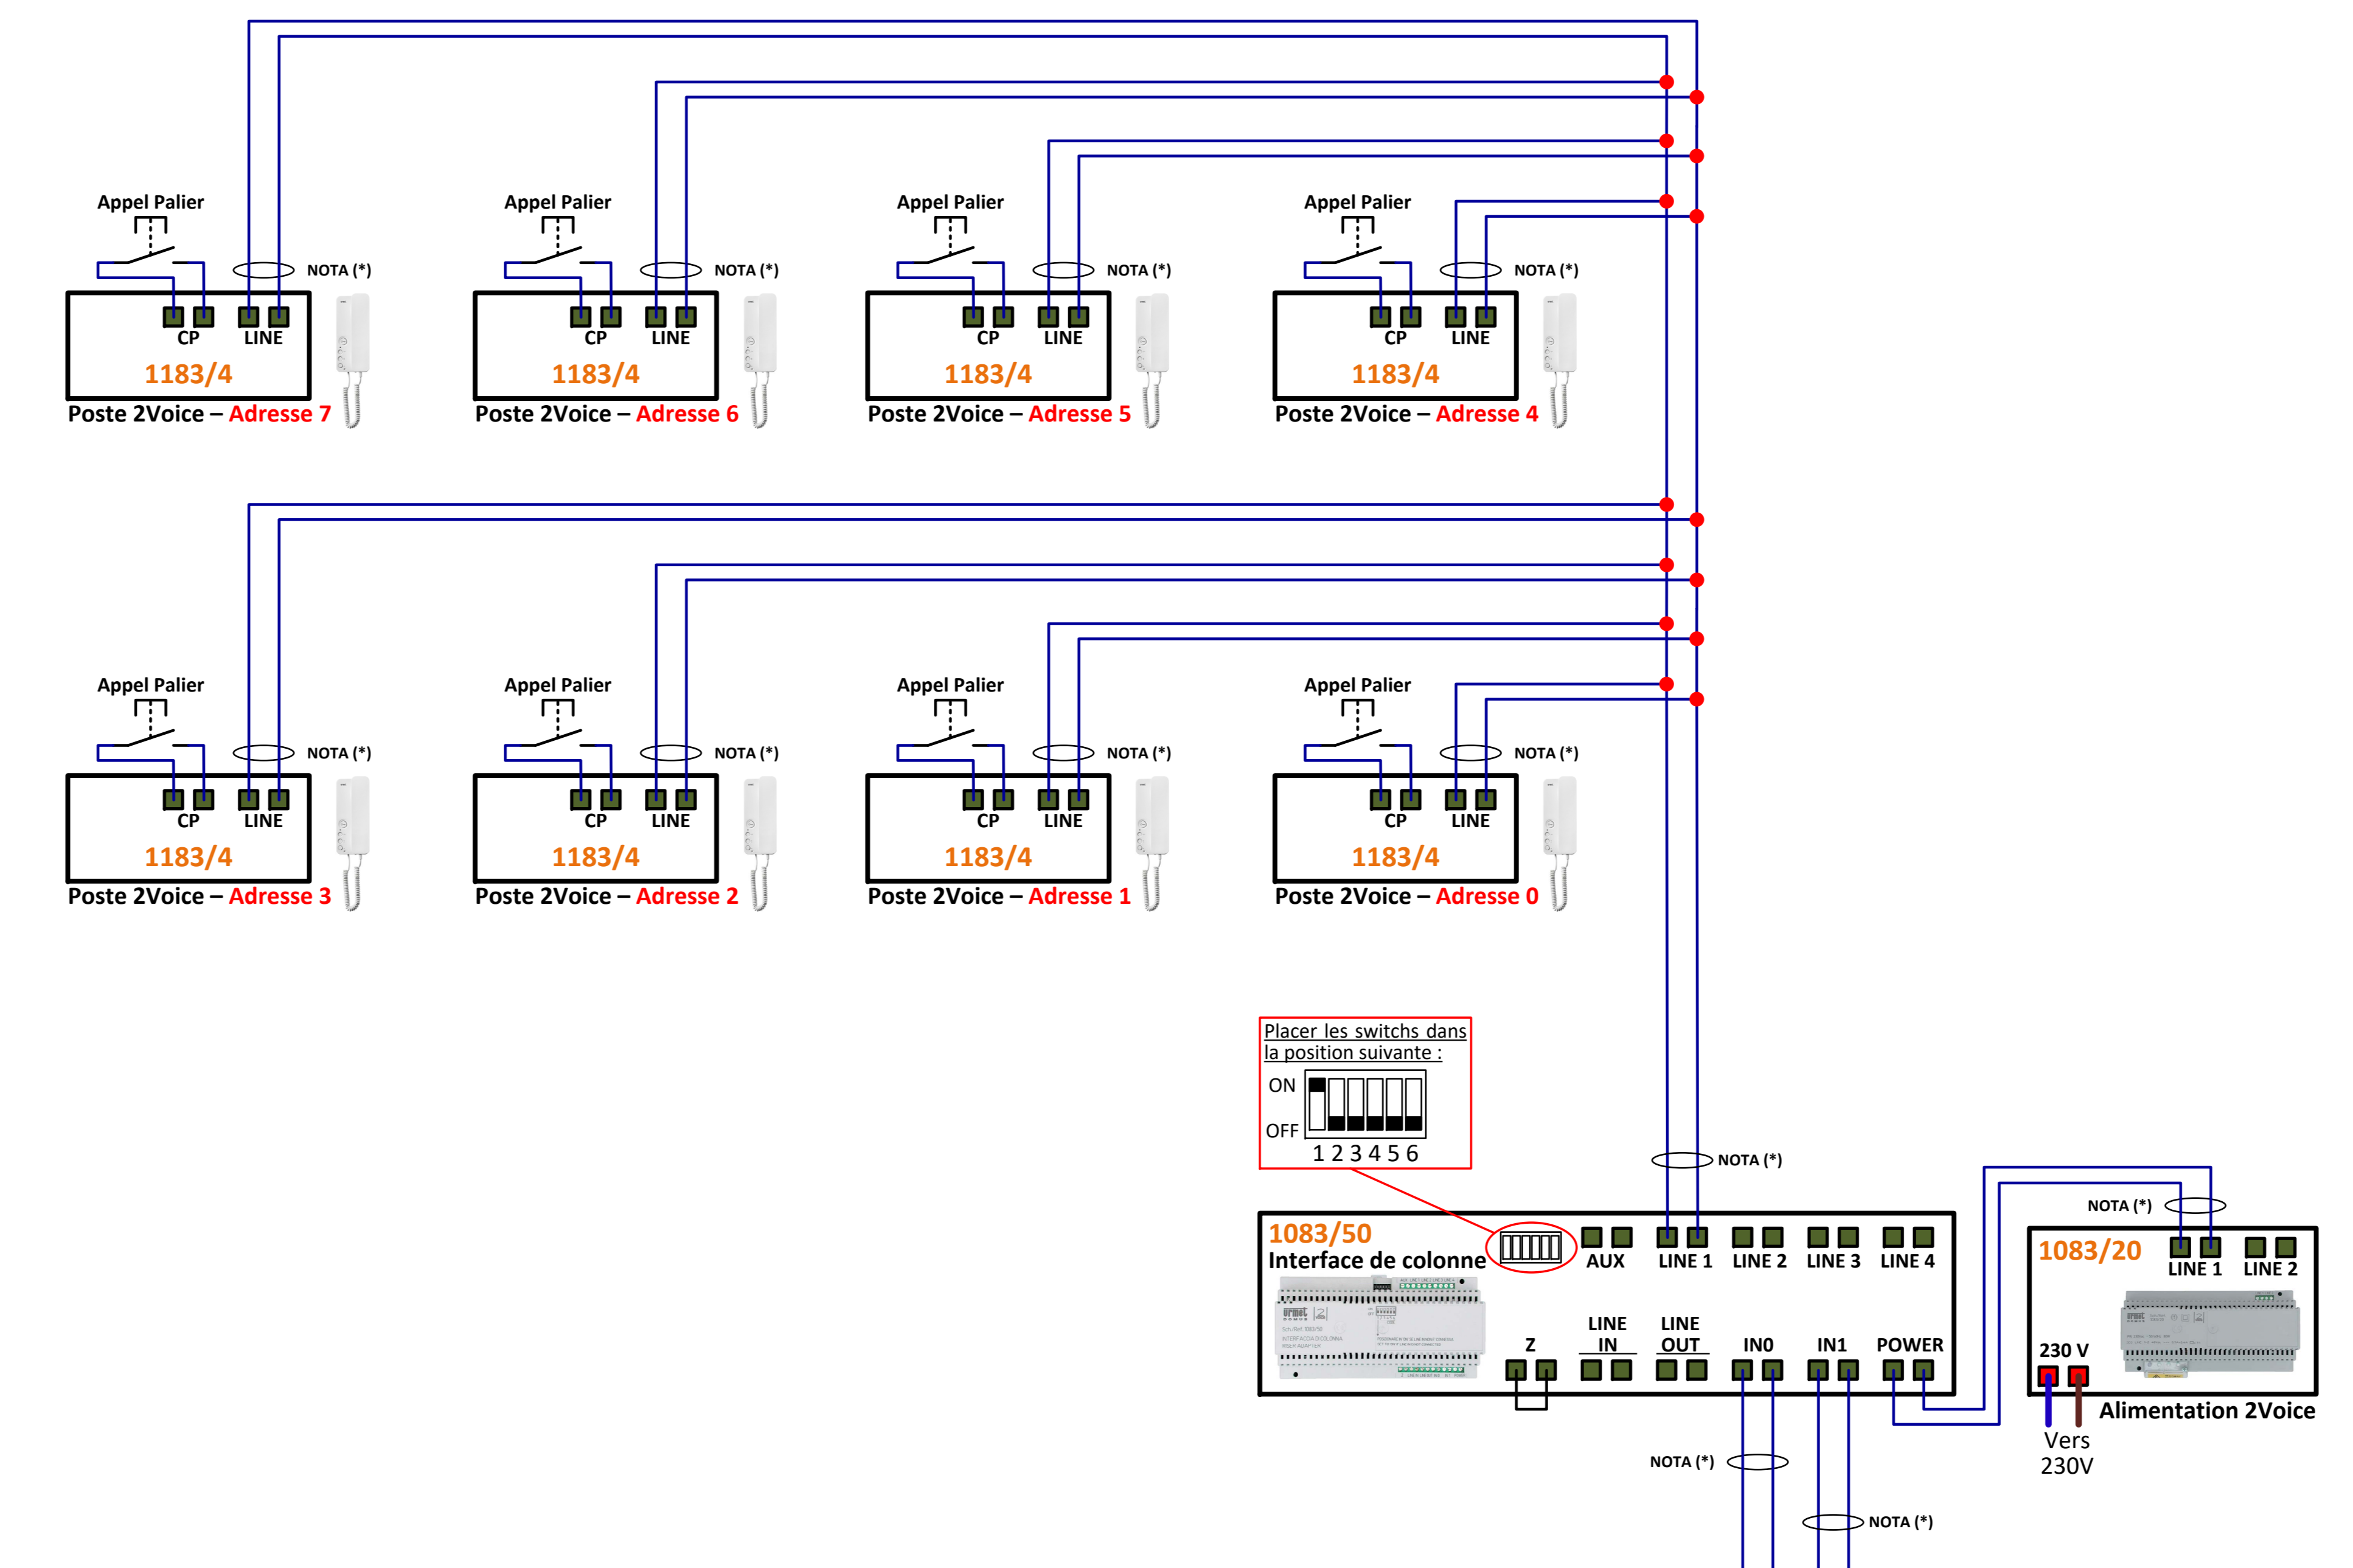 Appel Palier
Appel Palier
Appel Palier
Appel Palier
NOTA (*)
NOTA (*)
NOTA (*)
NOTA (*)
CP LINE
CP LINE
CP LINE
CP LINE
1183/4
1183/4
1183/4
1183/4
Poste 2Voice – Adresse 7
Poste 2Voice – Adresse 6
Poste 2Voice – Adresse 5
Poste 2Voice – Adresse 4
Appel Palier
Appel Palier
Appel Palier
Appel Palier
NOTA (*)
NOTA (*)
NOTA (*)
NOTA (*)
CP LINE
CP LINE
CP LINE
CP LINE
1183/4
1183/4
1183/4
1183/4
Poste 2Voice – Adresse 3
Poste 2Voice – Adresse 2
Poste 2Voice – Adresse 1
Poste 2Voice – Adresse 0
Placer les switchs dans
la position suivante :
ON
OFF
1 2 3 4 5 6
NOTA (*)
1083/50
Interface de colonne
AUX LINE 1 LINE 2 LINE 3 LINE 4
urmet
Sch./Ref. 1083/50
Z
LINE IN
LINE OUT
IN0
IN1
POWER
NOTA (*)
NOTA (*)
NOTA (*)
1083/20
LINE 1 LINE 2
230 V
Alimentation 2Voice
Vers
230V